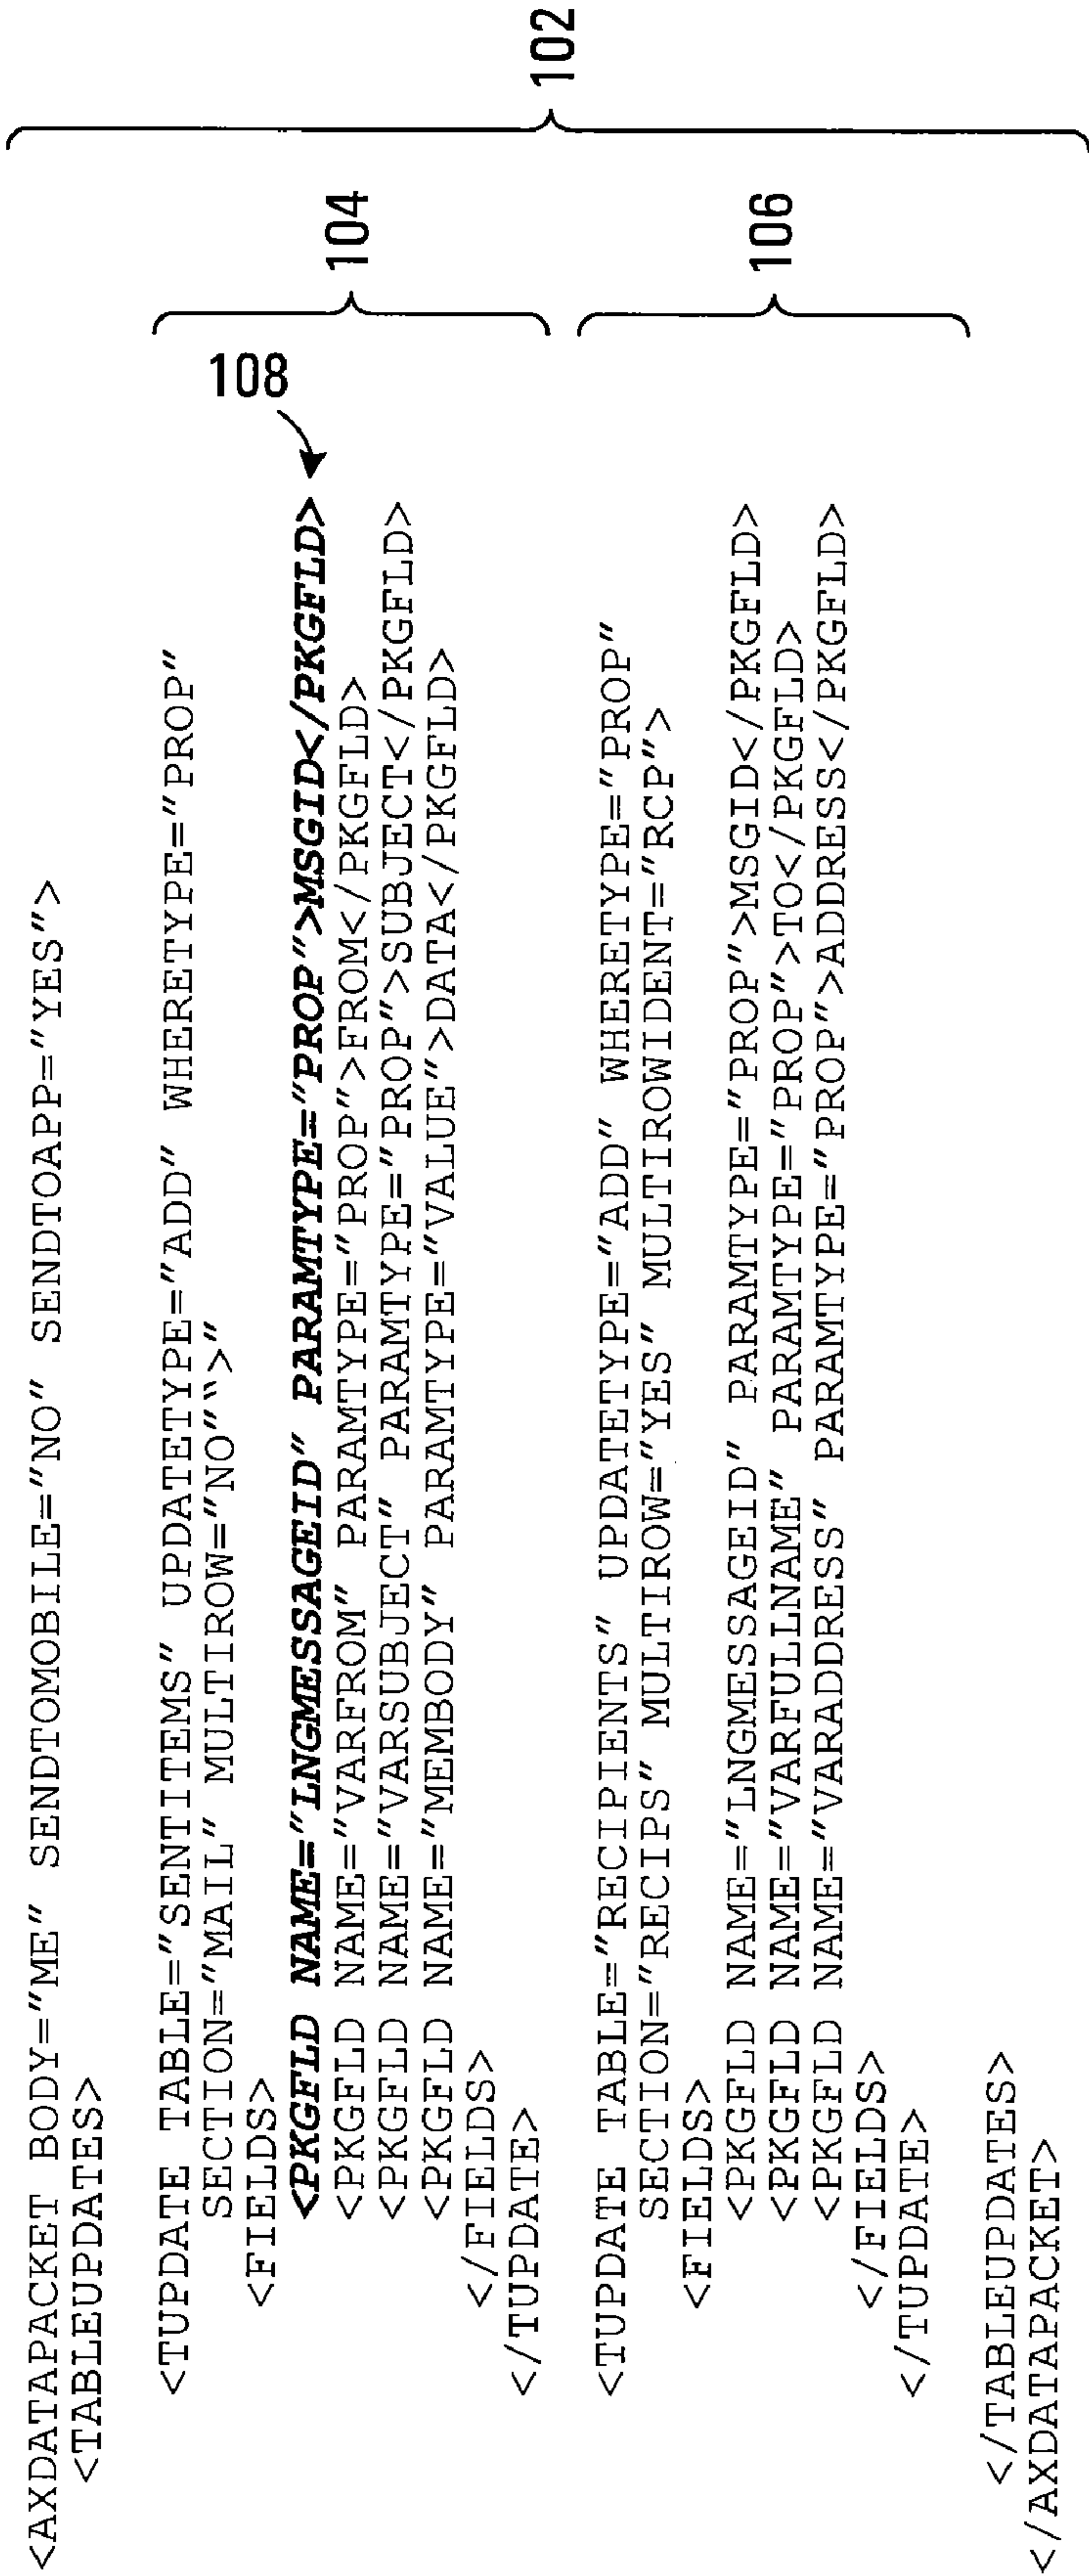 <AXDATAPACKET BODY="ME" SENDTOMOBILE="NO" SENDTOAPP="YES">
<TABLEUPDATES>
<TUPDATE TABLE="SENTITEMS" UPDATETYPE="ADD" WHERETYPE="PROP"
SECTION="MAIL" MULTIROW="NO"“>"
<FIELDS>
<PKGFLD NAME="LNGMESSAGEID" PARAMTYPE="PROP">MSGID</PKGFLD>
<PKGFLD NAME="VARFROM" PARAMTYPE="PROP">FROM</PKGFLD>
<PKGFLD NAME="VARSUBJECT" PARAMTYPE="PROP">SUBJECT</PKGFLD>
<PKGFLD NAME="MEMBODY" PARAMTYPE="VALUE">DATA</PKGFLD>
</FIELDS>
</TUPDATE>
108
104
<TUPDATE TABLE="RECIPIENTS" UPDATETYPE="ADD" WHERETYPE="PROP"
SECTION="RECIPS" MULTIROW="YES" MULTIROWIDENT="RCP">
<FIELDS>
<PKGFLD NAME="LNGMESSAGEID" PARAMTYPE="PROP">MSGID</PKGFLD>
<PKGFLD NAME="VARFULLNAME" PARAMTYPE="PROP">TO</PKGFLD>
<PKGFLD NAME="VARADDRESS" PARAMTYPE="PROP">ADDRESS</PKGFLD>
</FIELDS>
</TUPDATE>
106
</TABLEUPDATES>
</AXDATAPACKET>
102